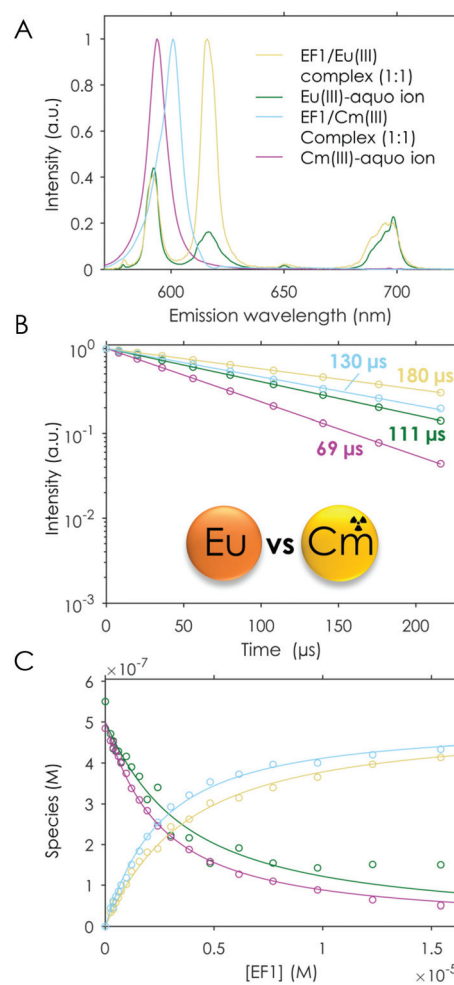 A
1
0.8
0.6
0.4
0.2
0
Intensity (a.u.)
EF1/Eu(III)
complex (1:1)
Eu(III)-aquo ion
EF1/Cm(III)
Complex (1:1)
Cm(III)-aquo ion
600
650
700
Emission wavelength (nm)
B
10⁰
10⁻¹
10⁻²
10⁻³
Intensity (a.u.)
130 µs
180 µs
111 µs
69 µs
Eu vs Cm
0
50
100
150
200
Time (µs)
C
×10⁻⁷
6
5
4
3
2
1
0
Species (M)
0
0.5
1
1.5
[EF1] (M)
×10⁻⁵